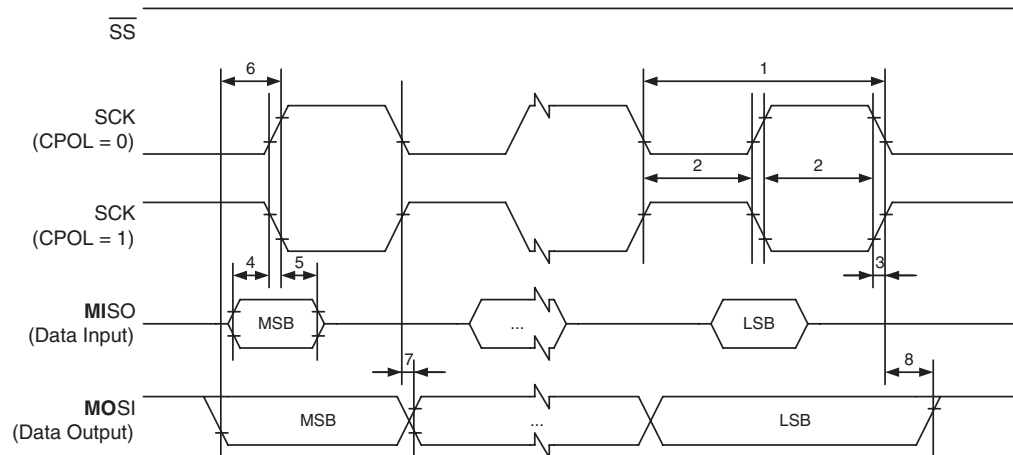 SS
6
1
SCK
(CPOL = 0)
2
2
SCK
(CPOL = 1)
4
5
3
MISO
(Data Input)
MSB
...
LSB
7
8
MOSI
(Data Output)
MSB
...
LSB